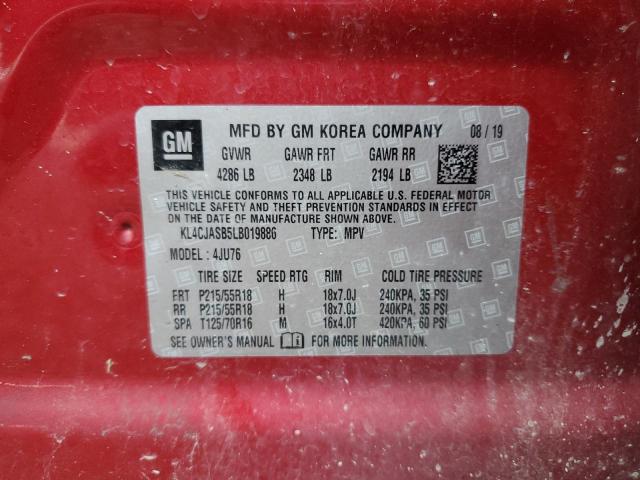 GM MFD BY GM KOREA COMPANY 08 / 19
GVWR GAWR FRT GAWR RR
4286 LB 2348 LB 2194 LB
THIS VEHICLE CONFORMS TO ALL APPLICABLE U.S. FEDERAL MOTOR
VEHICLE SAFETY AND THEFT PREVENTION STANDARDS IN EFFECT
ON THE DATE OF MANUFACTURE SHOWN ABOVE.
KL4CJASB5LB019886 TYPE: MPV
MODEL : 4JU76
TIRE SIZE SPEED RTG RIM COLD TIRE PRESSURE
FRT P215/55R18 H 18x7.0J 240KPA, 35 PSI
RR P215/55R18 H 18x7.0J 240KPA, 35 PSI
SPA T125/70R16 M 16x4.0T 420KPA, 60 PSI
SEE OWNER'S MANUAL FOR MORE INFORMATION